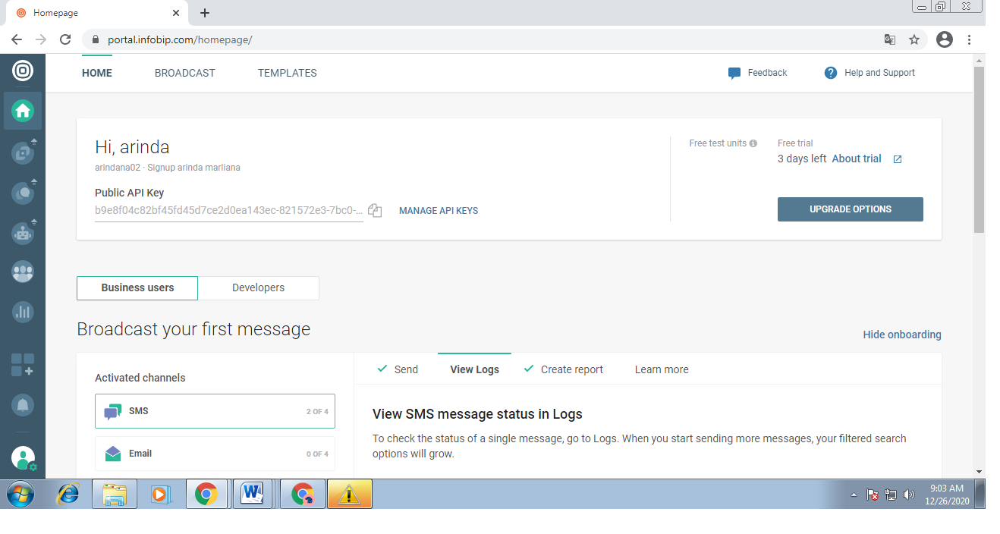 Homepage
portal.infobip.com/homepage/
HOME BROADCAST TEMPLATES Feedback Help and Support
Hi, arinda
arindana02 · Signup arinda marliana
Public API Key
b9e8f04c82bf45fd45d7ce2d0ea143ec-821572e3-7bc0-...
MANAGE API KEYS
Free test units
Free trial
3 days left About trial
UPGRADE OPTIONS
Business users Developers
Broadcast your first message
Hide onboarding
Activated channels
SMS 2 OF 4
Email 0 OF 4
Send View Logs Create report Learn more
View SMS message status in Logs
To check the status of a single message, go to Logs. When you start sending more messages, your filtered search
options will grow.
9:03 AM
12/26/2020